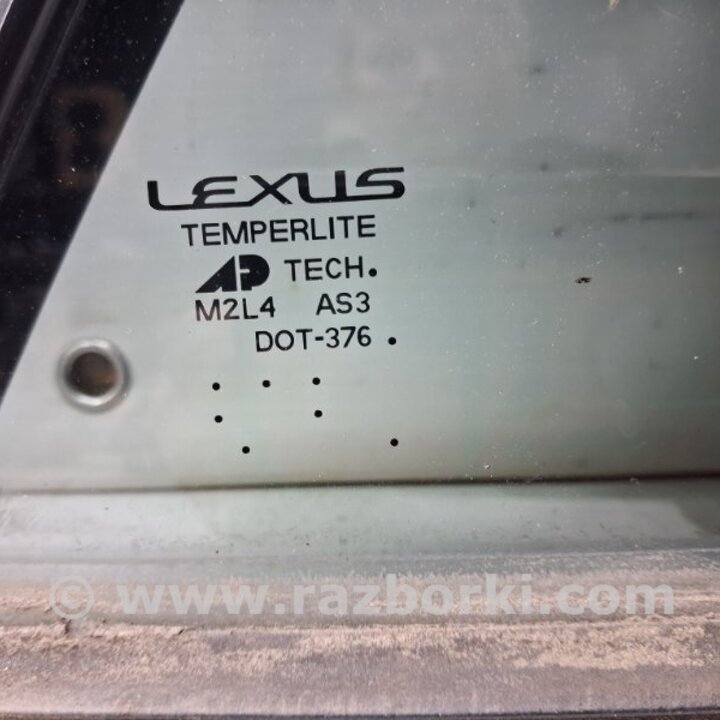 LEXUS
TEMPERLITE
AP TECH.
M2L4 AS3
DOT-376 .
© www.razborki.com